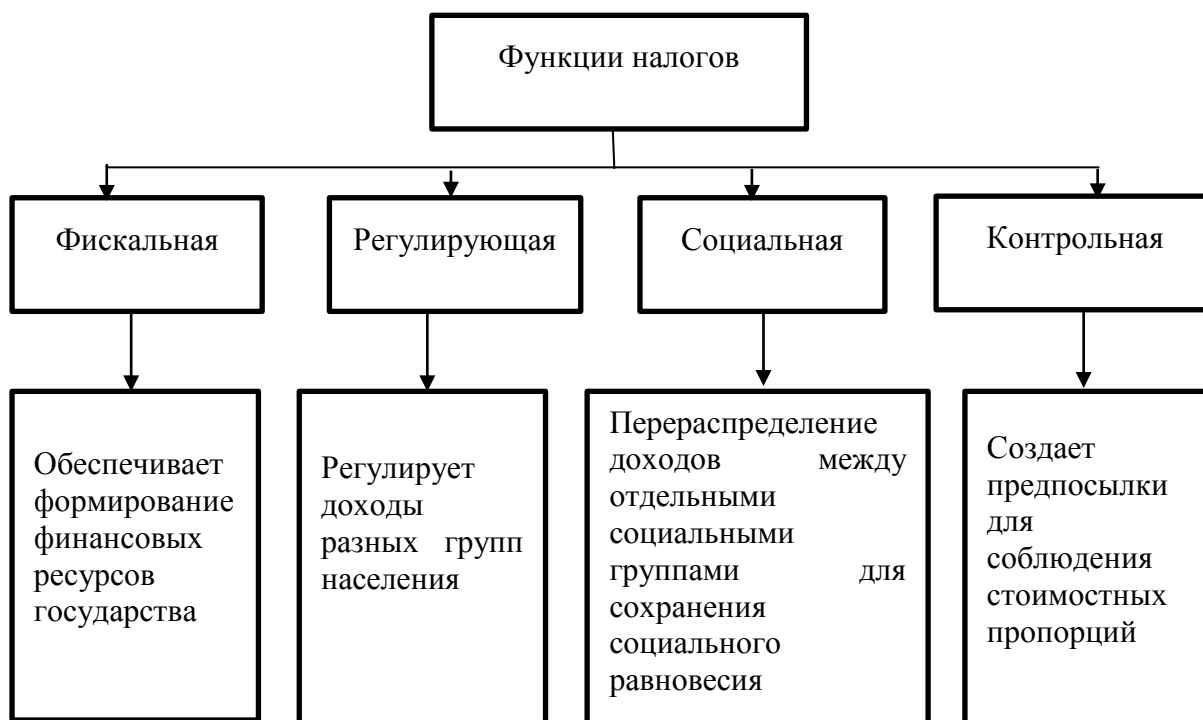 Функции налогов
Фискальная
Регулирующая
Социальная
Контрольная
Обеспечивает
формирование
финансовых
ресурсов
государства
Регулирует
доходы
разных групп
населения
Перераспределение
доходов между
отдельными
социальными
группами для
сохранения
социального
равновесия
Создает
предпосылки
для
соблюдения
стоимостных
пропорций